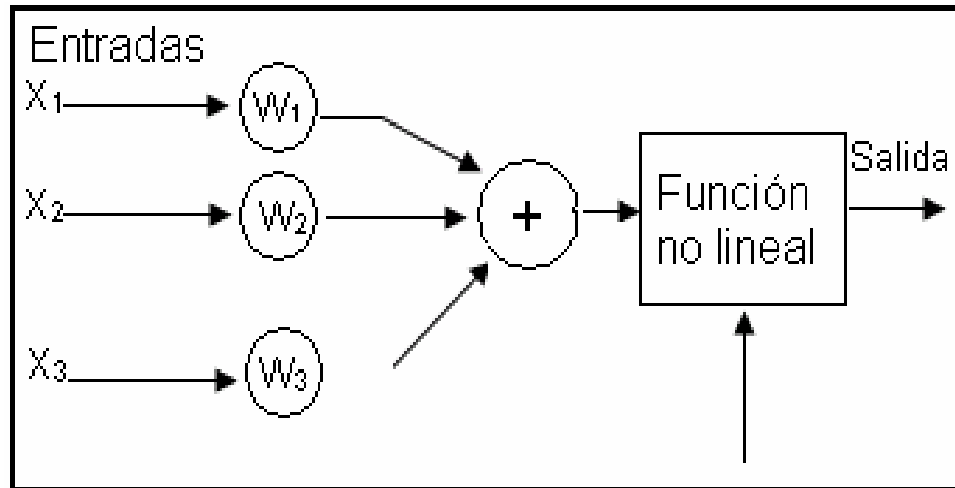 Entradas
X₁
W₁
X₂
W₂
X₃
W₃
+
Función
no lineal
Salida